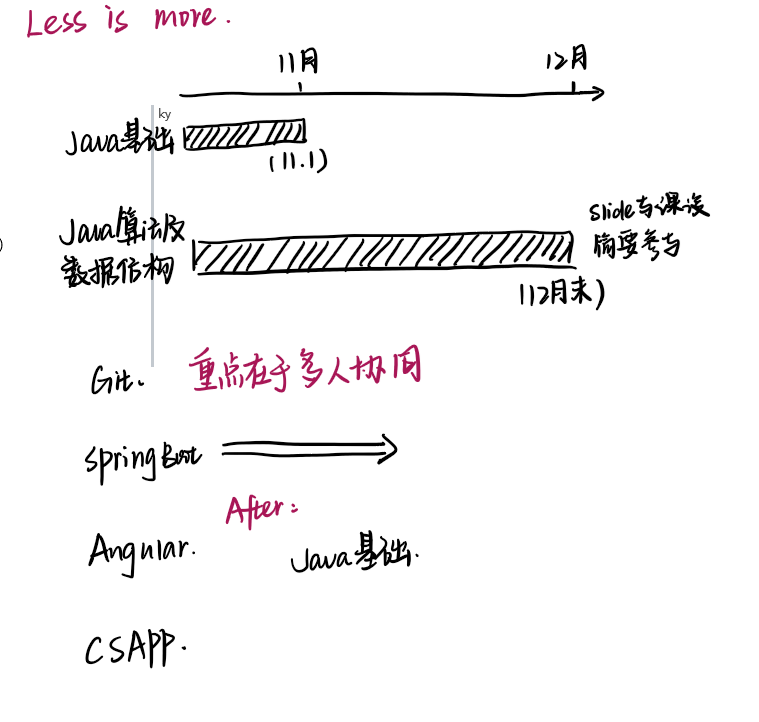 Less is more.
11月
12月
ky
Java基础
(11.1)
Java算法及
数据结构
slide与课设
简要参与
(12月末)
Git. 重点在于多人协同
springBoot
After:
Angular.
Java基础.
CSAPP.